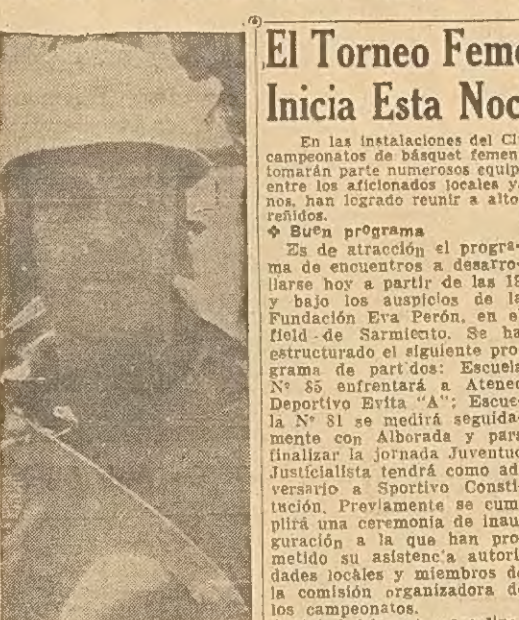 El Torneo Feme
Inicia Esta Noc
En las instalaciones del Cl
campeonatos de básquet femen
tomarán parte numerosos equip
entre los aficionados locales y
nos, han logrado reunir a alto
reñidos.
✤ Buen programa
Es de atracción el progra-
ma de encuentros a desarro-
llarse hoy a partir de las 18
y bajo los auspicios de la
Fundación Eva Perón, en e
field de Sarmiento. Se ha
estructurado el siguiente pro
grama de part dos: Escuela
N° 85 enfrentará a Ateneo
Deportivo Evita "A"; Escue-
la N° 81 se medirá seguida-
mente con Alborada y para
finalizar la jornada Juventud
Justicialista tendrá como ad
versario a Sportivo Consti-
tución. Previamente se cum
plirá una ceremonia de inau
guración a la que han pro-
metido su asistenc'a autori
dades locales y miembros de
la comisión organizadora de
los campeonatos.